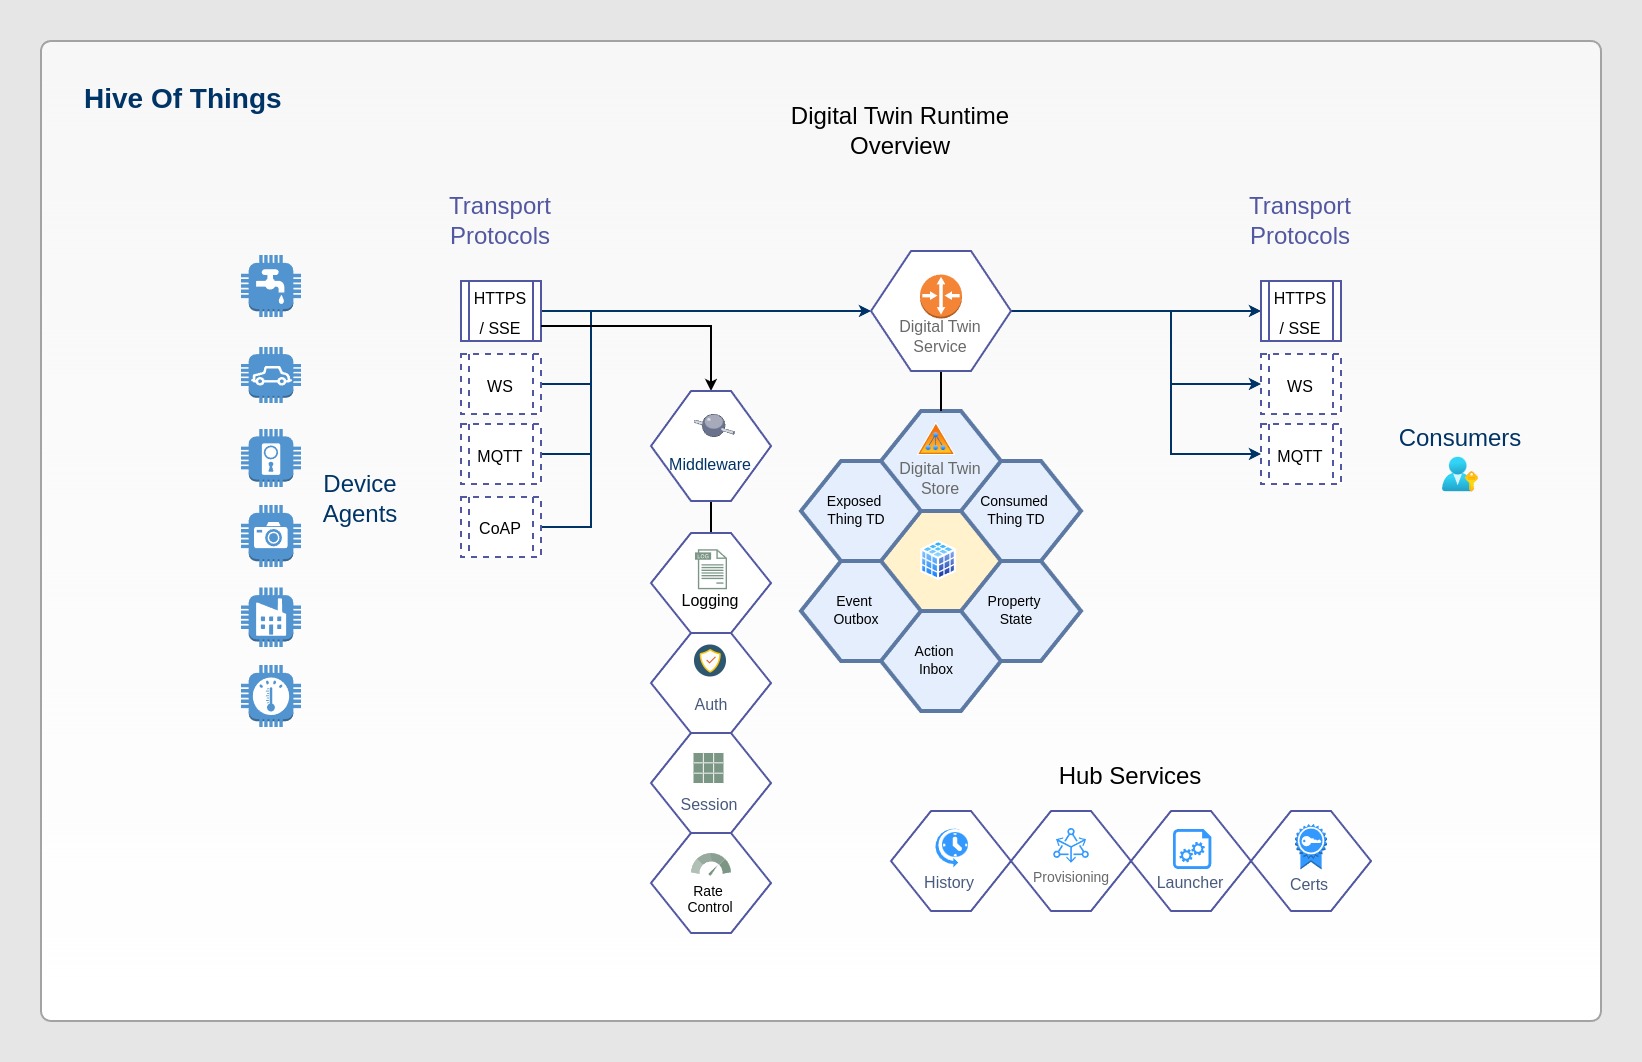 Hive Of Things
Digital Twin Runtime
Overview
Transport
Protocols
HTTPS
/ SSE
WS
MQTT
CoAP
Device
Agents
Middleware
LOG
Logging
Auth
Session
Rate
Control
Digital Twin
Service
Digital Twin
Store
Exposed
Thing TD
Consumed
Thing TD
Event
Outbox
Property
State
Action
Inbox
Transport
Protocols
HTTPS
/ SSE
WS
MQTT
Consumers
Hub Services
History
Provisioning
Launcher
Certs